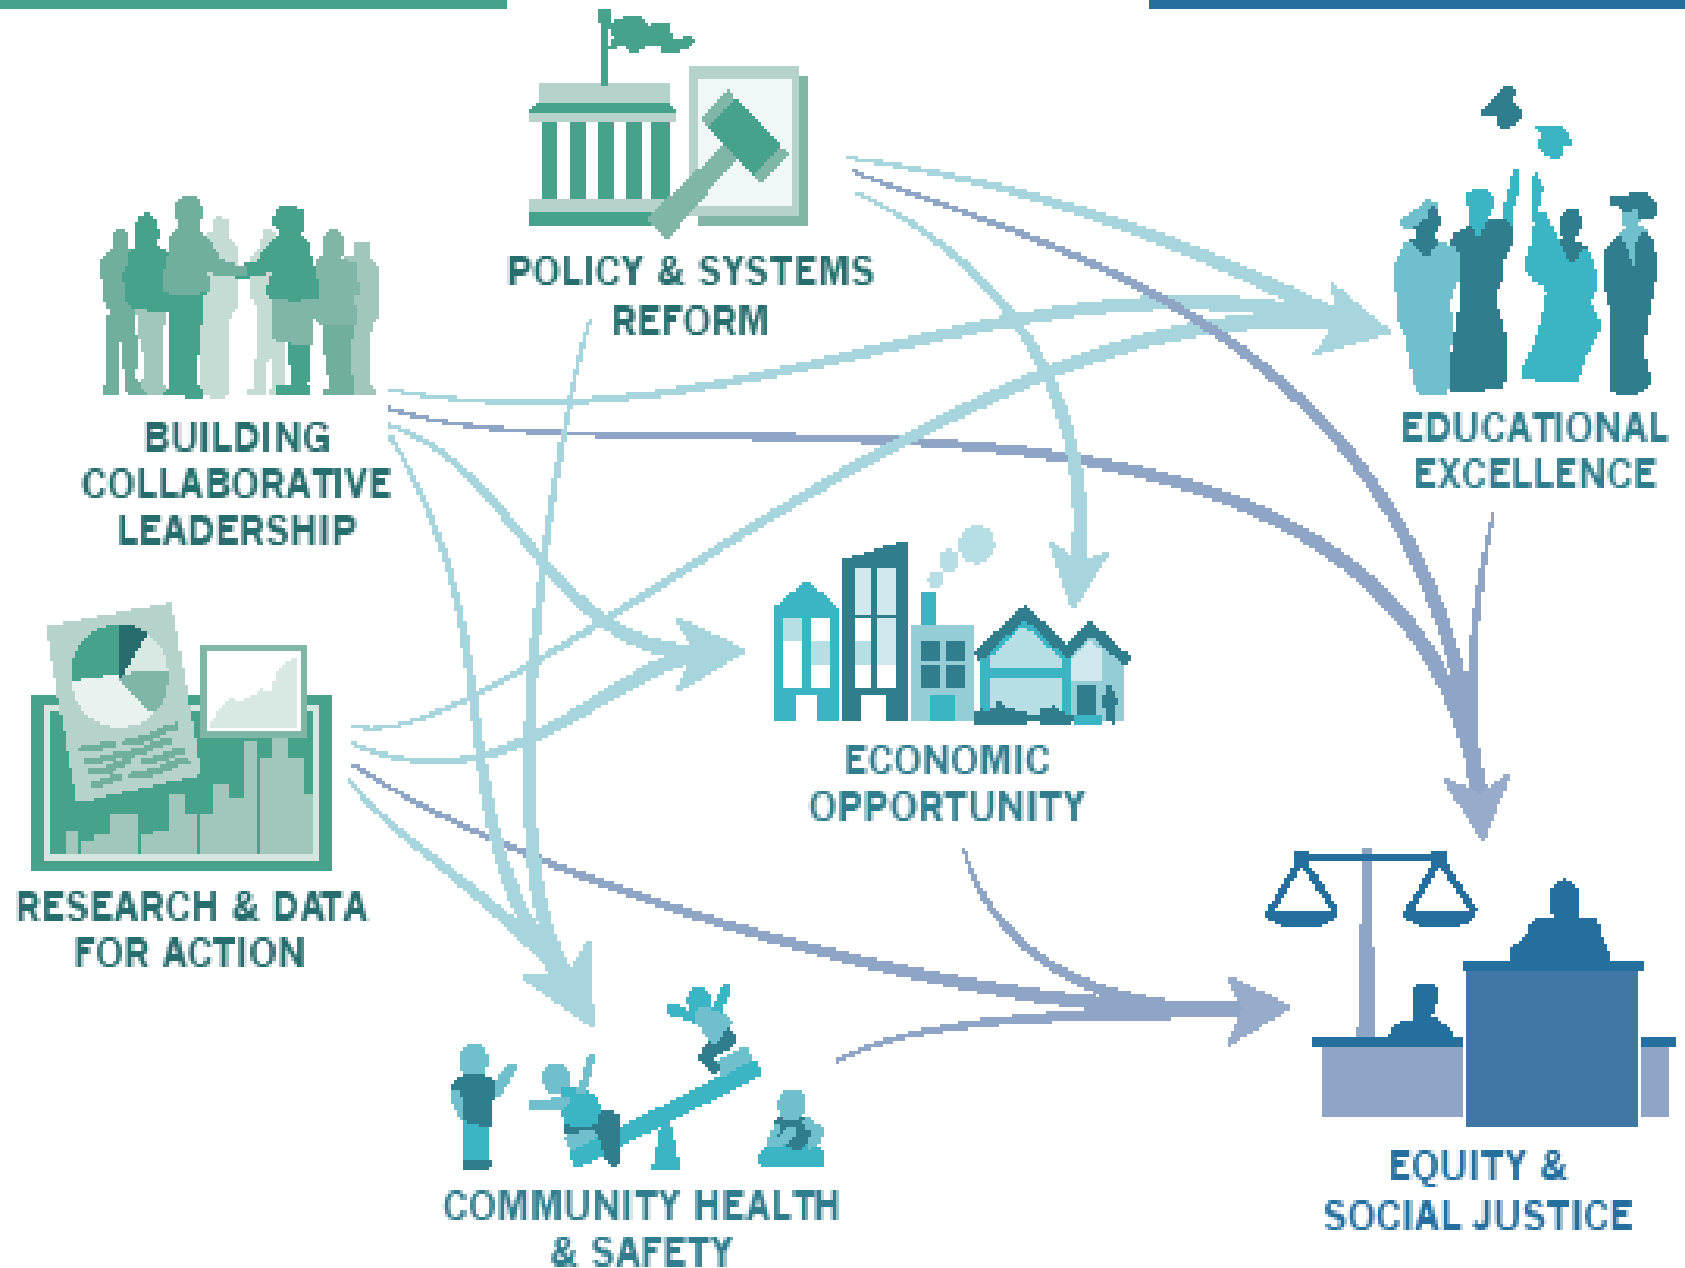 POLICY & SYSTEMS
REFORM
BUILDING
COLLABORATIVE
LEADERSHIP
EDUCATIONAL
EXCELLENCE
ECONOMIC
OPPORTUNITY
RESEARCH & DATA
FOR ACTION
COMMUNITY HEALTH
& SAFETY
EQUITY &
SOCIAL JUSTICE